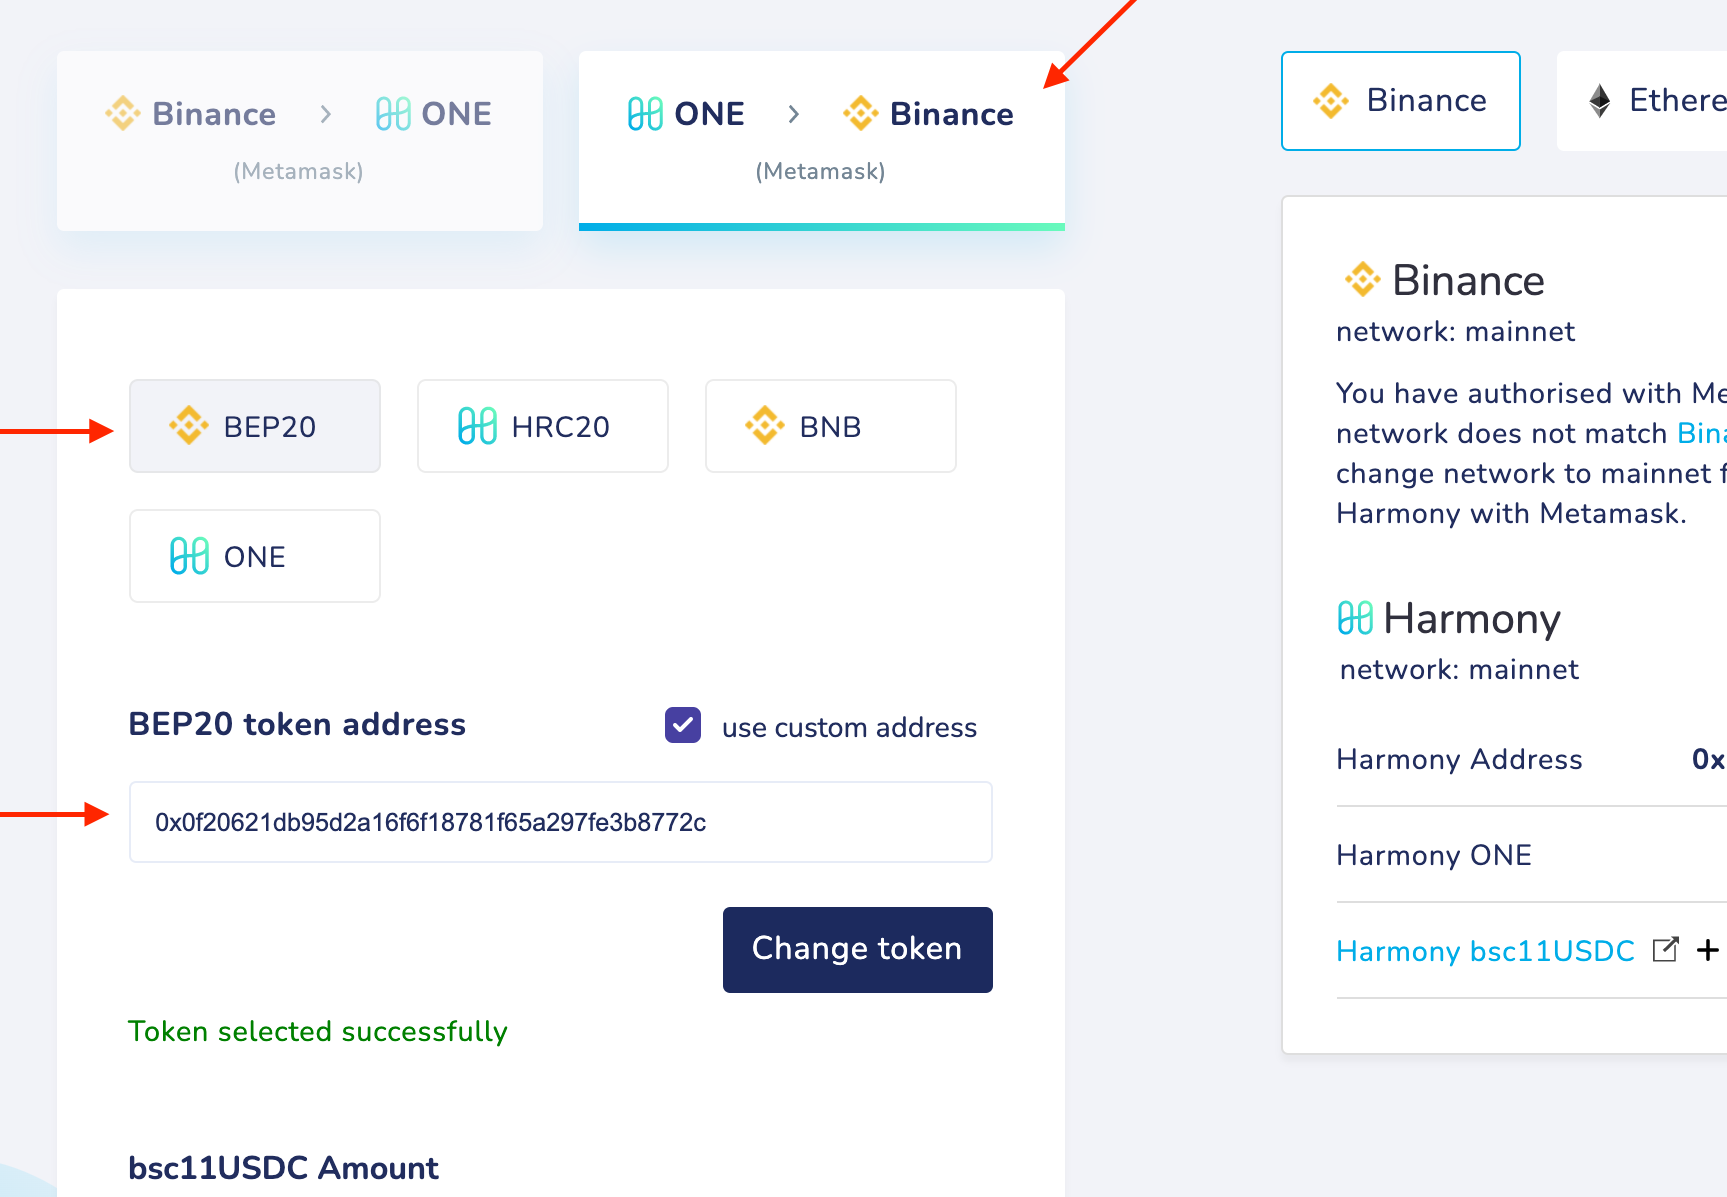 Binance > ONE
(Metamask)
ONE > Binance
(Metamask)
BEP20
HRC20
BNB
ONE
BEP20 token address
use custom address
0x0f20621db95d2a16f6f18781f65a297fe3b8772c
Change token
Token selected successfully
bsc11USDC Amount
Binance
Ethere
Binance
network: mainnet
You have authorised with Me
network does not match Bina
change network to mainnet f
Harmony with Metamask.
Harmony
network: mainnet
Harmony Address 0x
Harmony ONE
Harmony bsc11USDC +